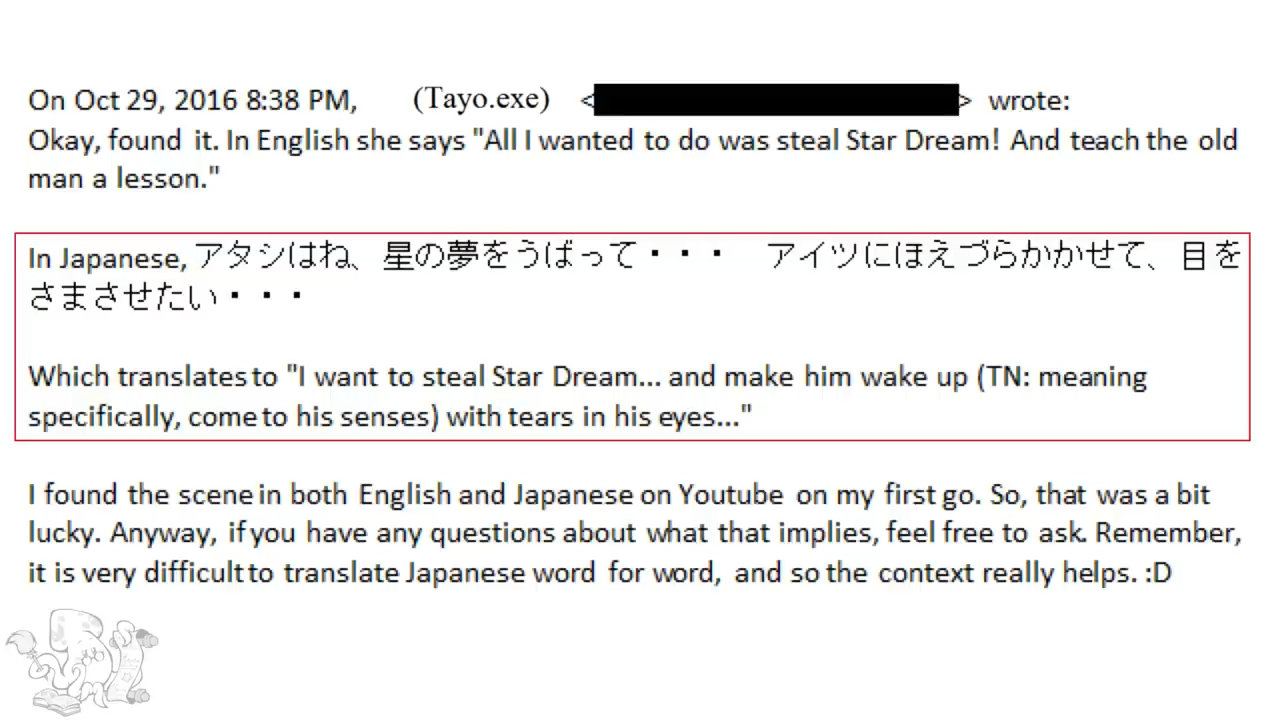 On Oct 29, 2016 8:38 PM, (Tayo.exe) < > wrote:
Okay, found it. In English she says "All I wanted to do was steal Star Dream! And teach the old
man a lesson."
In Japanese, アタシはね、星の夢をうばって・・・ アイツにほえづらかかせて、目を
さまさせたい・・・
Which translates to "I want to steal Star Dream... and make him wake up (TN: meaning
specifically, come to his senses) with tears in his eyes..."
I found the scene in both English and Japanese on Youtube on my first go. So, that was a bit
lucky. Anyway, if you have any questions about what that implies, feel free to ask. Remember,
it is very difficult to translate Japanese word for word, and so the context really helps. :D